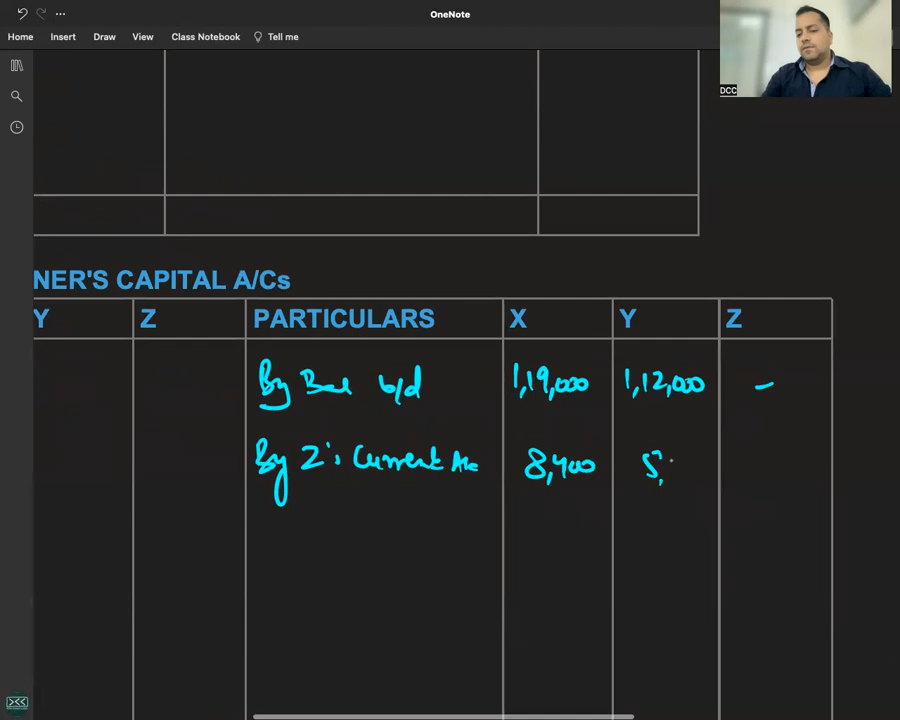 OneNote
Home Insert Draw View Class Notebook Tell me
DCC
NER'S CAPITAL A/Cs
Y Z PARTICULARS X Y Z
By Bal b/d 1,19,000 1,12,000 -
By Z's Current A/c 8,400 5,